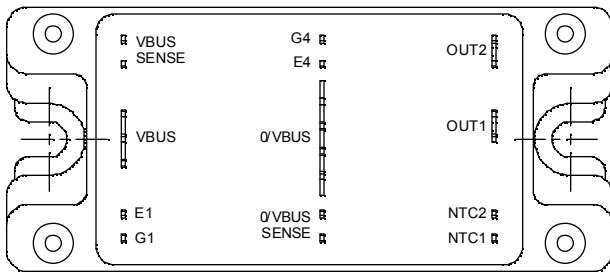 VBUS
SENSE
G4
E4
OUT2
VBUS
0/VBUS
OUT1
E1
G1
0/VBUS
SENSE
NTC2
NTC1